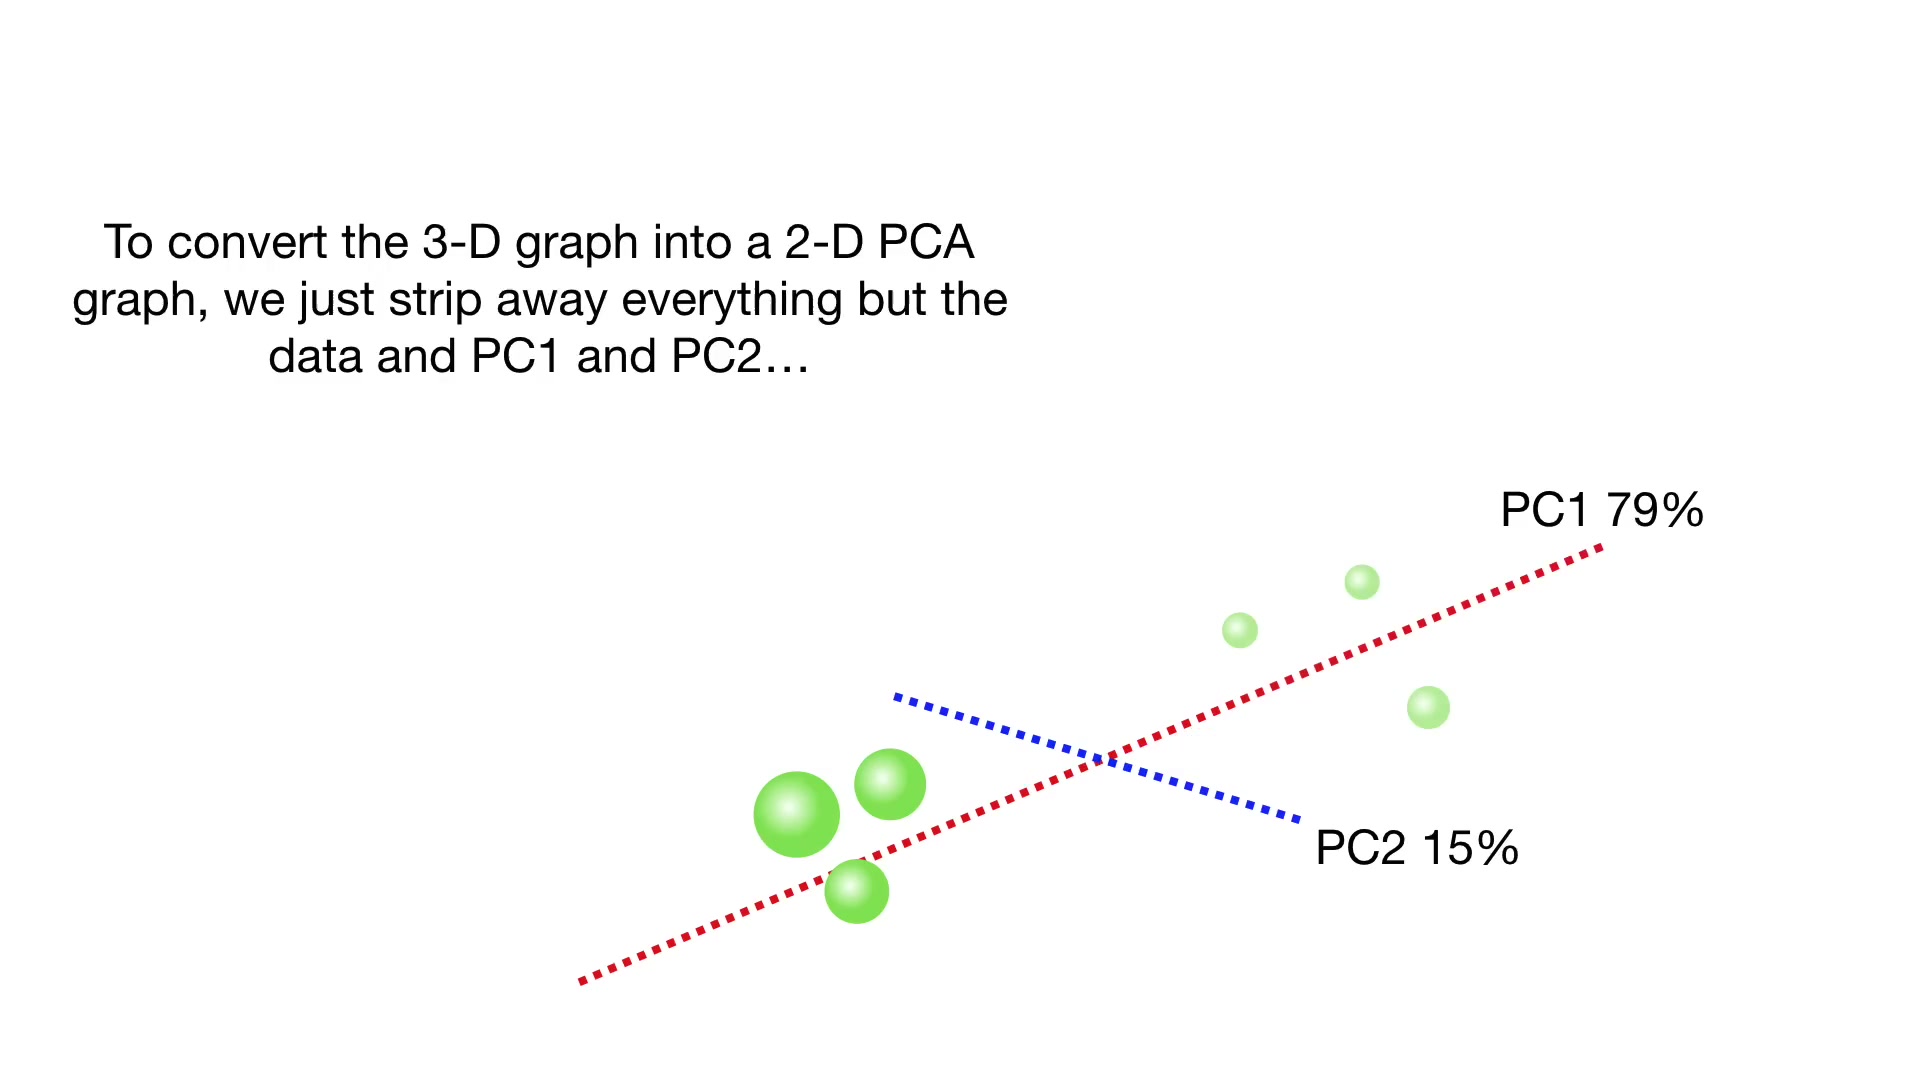 To convert the 3-D graph into a 2-D PCA
graph, we just strip away everything but the
data and PC1 and PC2…
PC1 79%
PC2 15%